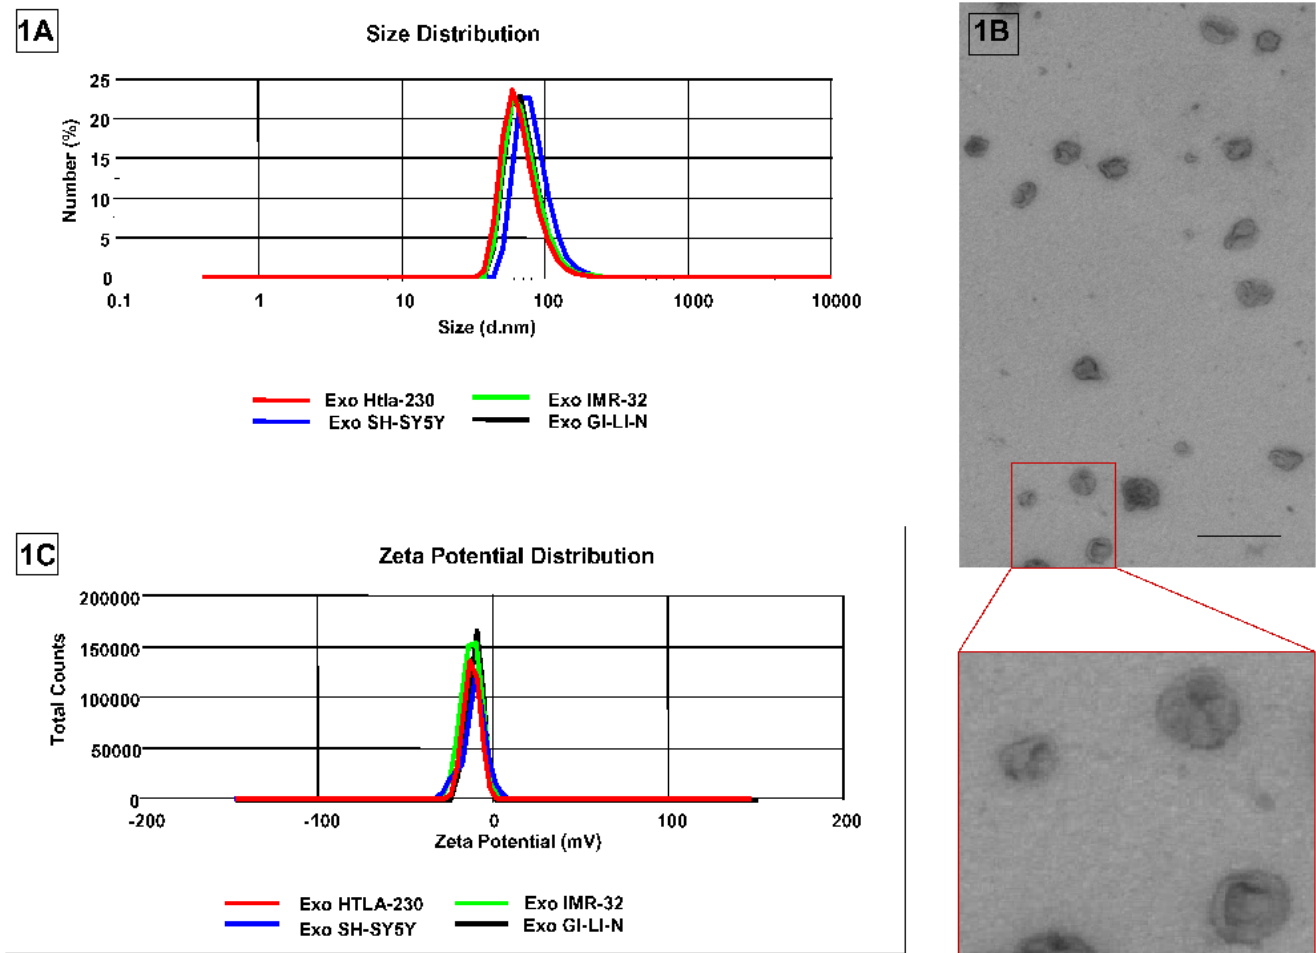 1A
Size Distribution
Number (%)
25
20
15
10
5
0
0.1 1 10 100 1000 10000
Size (d.nm)
Exo Htla-230 Exo IMR-32
Exo SH-SY5Y Exo GI-LI-N
1B
1C
Zeta Potential Distribution
Total Counts
200000
150000
100000
50000
0
-200 -100 0 100 200
Zeta Potential (mV)
Exo HTLA-230 Exo IMR-32
Exo SH-SY5Y Exo GI-LI-N